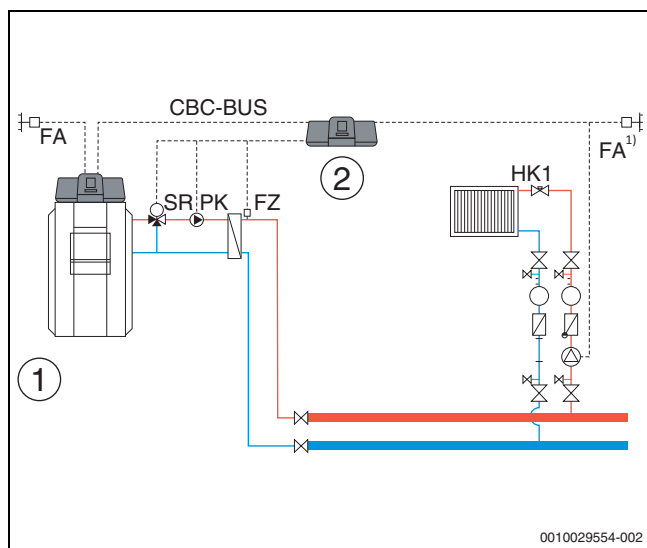 CBC-BUS
FA
FA¹⁾
2
HK1
SR PK FZ
1
0010029554-002